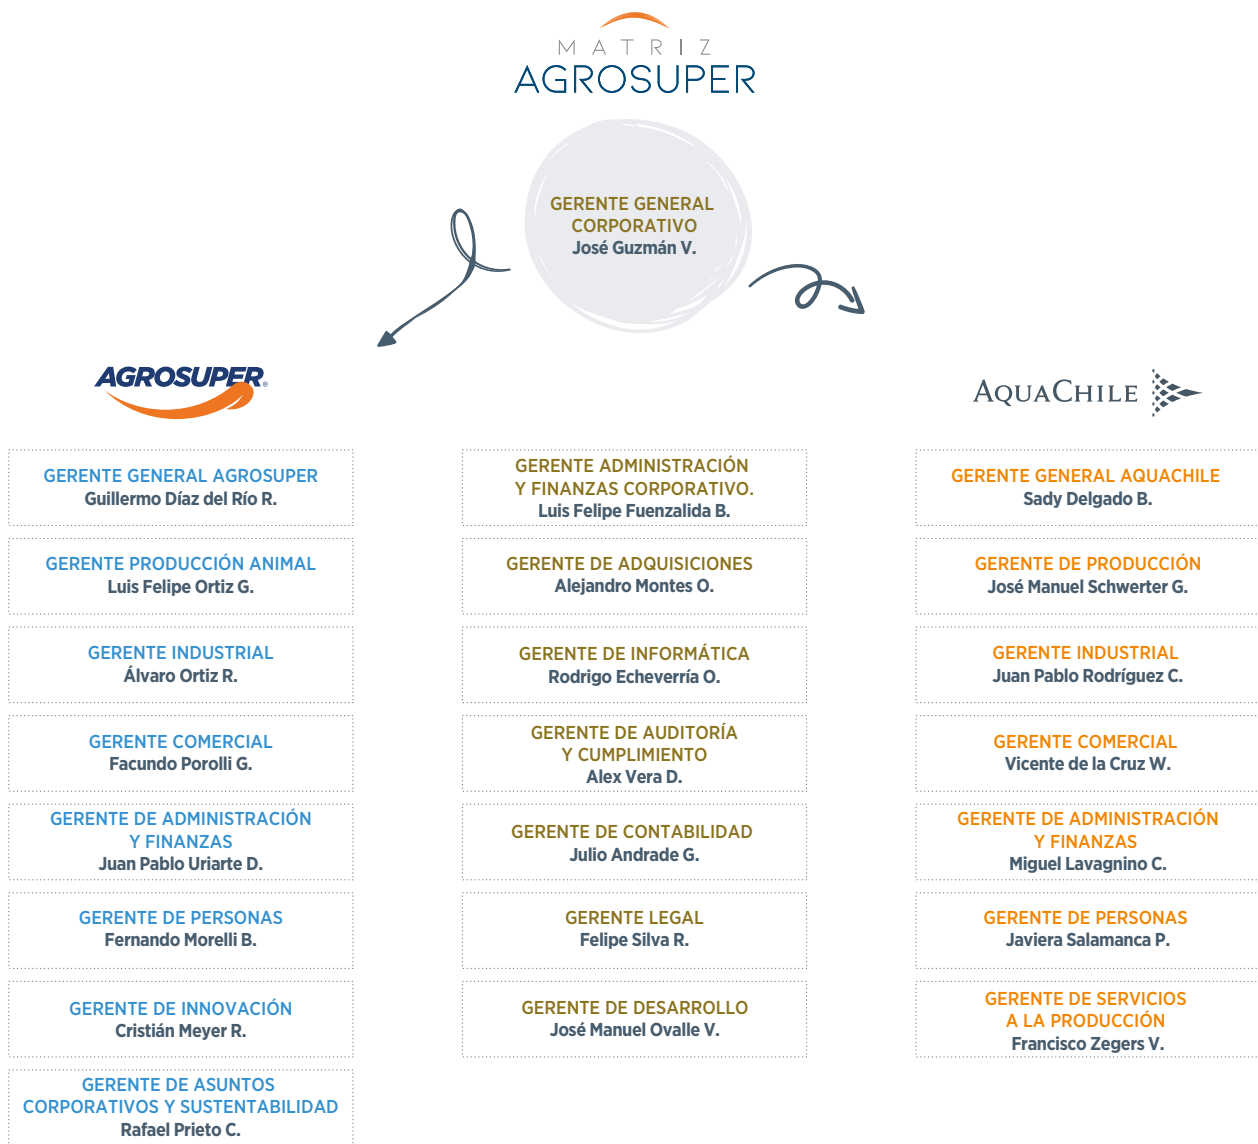 MATRIZ
AGROSUPER
GERENTE GENERAL
CORPORATIVO
José Guzmán V.
AGROSUPER®
GERENTE GENERAL AGROSUPER
Guillermo Díaz del Río R.
GERENTE PRODUCCIÓN ANIMAL
Luis Felipe Ortiz G.
GERENTE INDUSTRIAL
Álvaro Ortiz R.
GERENTE COMERCIAL
Facundo Porolli G.
GERENTE DE ADMINISTRACIÓN
Y FINANZAS
Juan Pablo Uriarte D.
GERENTE DE PERSONAS
Fernando Morelli B.
GERENTE DE INNOVACIÓN
Cristián Meyer R.
GERENTE DE ASUNTOS
CORPORATIVOS Y SUSTENTABILIDAD
Rafael Prieto C.
GERENTE ADMINISTRACIÓN
Y FINANZAS CORPORATIVO.
Luis Felipe Fuenzalida B.
GERENTE DE ADQUISICIONES
Alejandro Montes O.
GERENTE DE INFORMÁTICA
Rodrigo Echeverría O.
GERENTE DE AUDITORÍA
Y CUMPLIMIENTO
Alex Vera D.
GERENTE DE CONTABILIDAD
Julio Andrade G.
GERENTE LEGAL
Felipe Silva R.
GERENTE DE DESARROLLO
José Manuel Ovalle V.
AQUACHILE
GERENTE GENERAL AQUACHILE
Sady Delgado B.
GERENTE DE PRODUCCIÓN
José Manuel Schwerter G.
GERENTE INDUSTRIAL
Juan Pablo Rodríguez C.
GERENTE COMERCIAL
Vicente de la Cruz W.
GERENTE DE ADMINISTRACIÓN
Y FINANZAS
Miguel Lavagnino C.
GERENTE DE PERSONAS
Javiera Salamanca P.
GERENTE DE SERVICIOS
A LA PRODUCCIÓN
Francisco Zegers V.